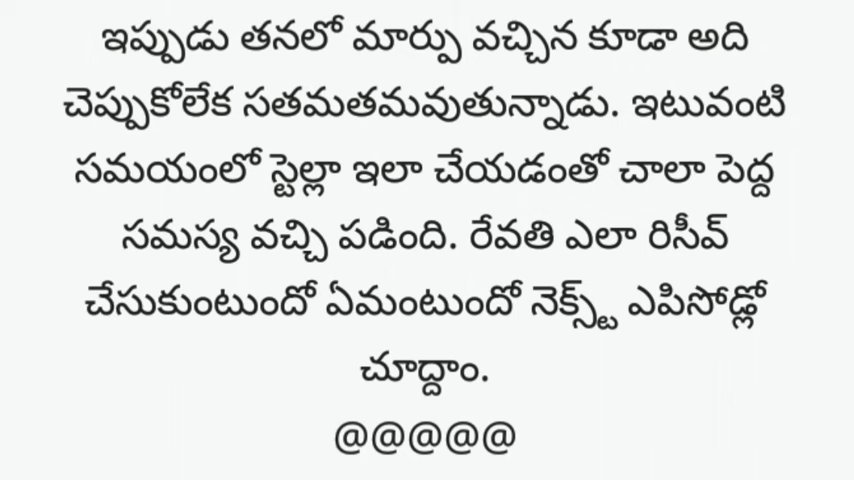 ఇప్పుడు తనలో మార్పు వచ్చిన కూడా అది
చెప్పుకోలేక సతమతమవుతున్నాడు. ఇటువంటి
సమయంలో స్టెల్లా ఇలా చేయడంతో చాలా పెద్ద
సమస్య వచ్చి పడింది. రేవతి ఎలా రిసీవ్
చేసుకుంటుందో ఏమంటుందో నెక్స్ట్ ఎపిసోడ్లో
చూద్దాం.
@@@@@